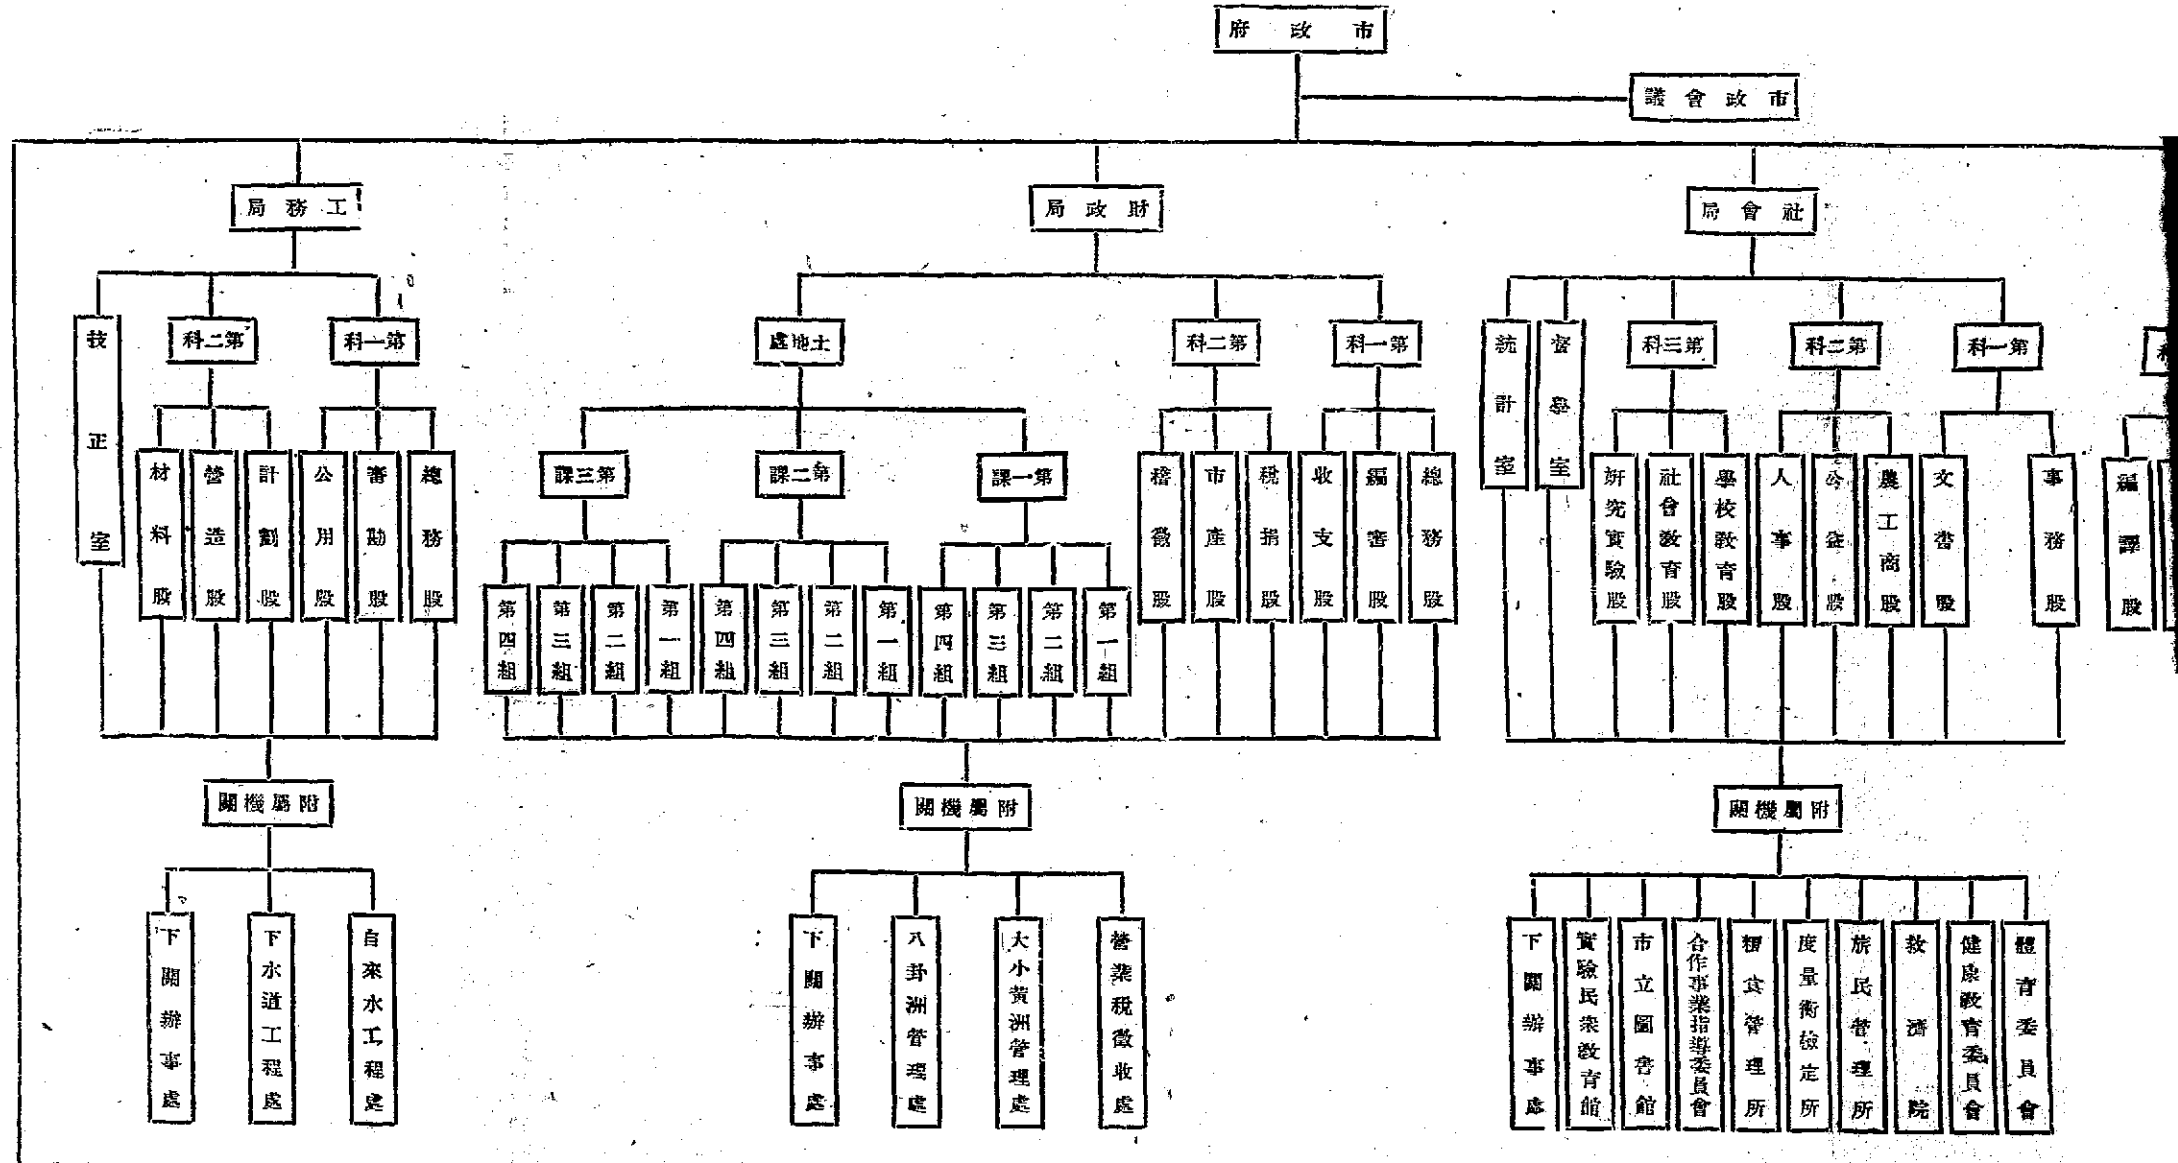 市政府
市政會議
社會局
財政局
工務局
第一科
第二科
第三科
督學室
統計室
第一科
第二科
土地處
第一科
第二科
技正室
編譯股
事務股
文書股
農工商股
公益股
人事股
學校教育股
社會教育股
研究實驗股
總務股
編審股
收支股
稅捐股
市產股
稽徵股
第一課
第二課
第三課
第一組
第二組
第三組
第四組
第一組
第二組
第三組
第四組
第一組
第二組
第三組
第四組
總務股
審勘股
公用股
計劃股
營造股
材料股
附屬機關
附屬機關
附屬機關
體育委員會
健康教育委員會
救濟院
旅民管理所
度量衡檢定所
糧食管理所
合作事業指導委員會
市立圖書館
實驗民衆教育館
下關辦事處
營業稅徵收處
大小黃洲管理處
八卦洲管理處
下關辦事處
自來水工程處
下水道工程處
下關辦事處